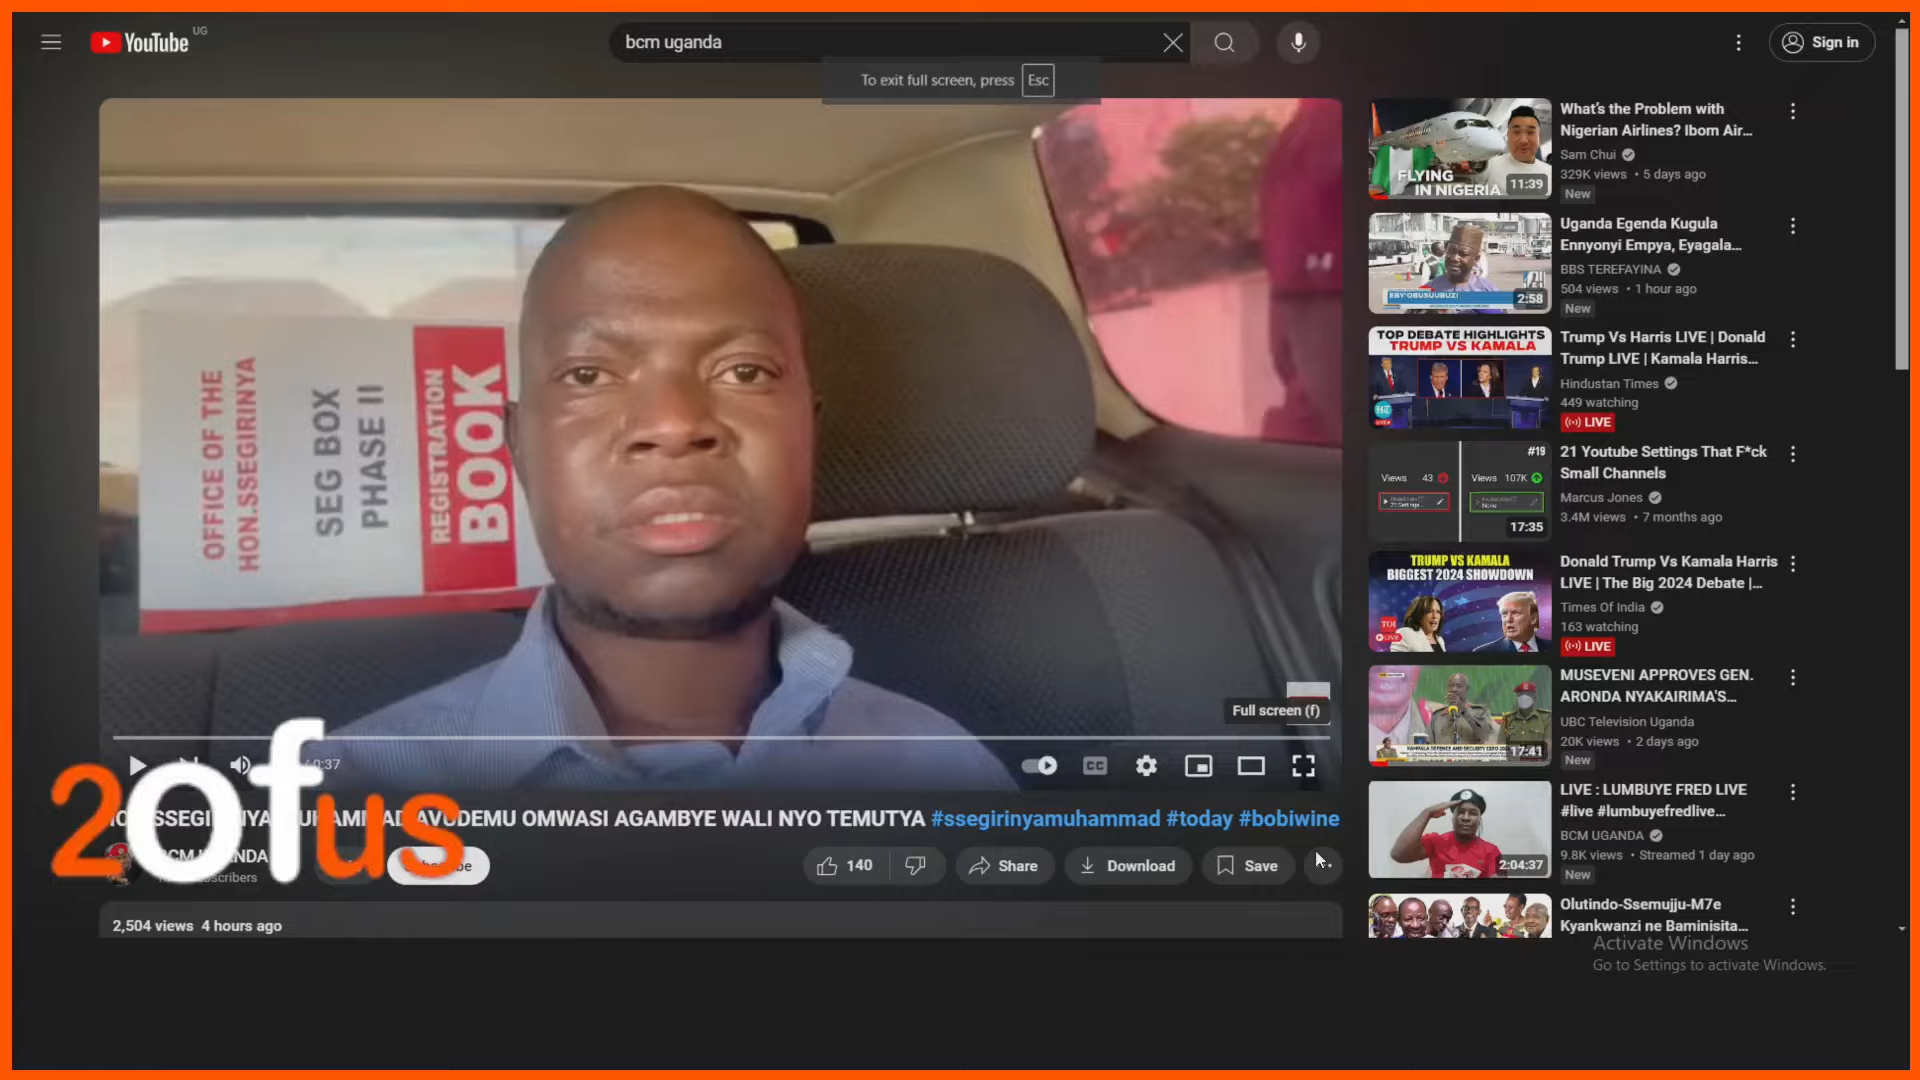 YouTube UG
bcm uganda
Sign in
To exit full screen, press Esc
OFFICE OF THE
HON.SSEGIRINYA
SEG BOX
PHASE II
REGISTRATION
BOOK
Full screen (f)
0:37
CC
2ofus
MUHAMMAD AVUDEMU OMWASI AGAMBYE WALI NYO TEMUTYA #ssegirinyamuhammad #today #bobiwine
BCM UGANDA
140
Share
Download
Save
2,504 views 4 hours ago
FLYING
IN NIGERIA
11:39
What's the Problem with
Nigerian Airlines? Ibom Air...
Sam Chui
329K views • 5 days ago
New
EBY'OBUSUUBUZI
2:58
Uganda Egenda Kugula
Ennyonyi Empya, Eyagala...
BBS TEREFAYINA
504 views • 1 hour ago
New
TOP DEBATE HIGHLIGHTS
TRUMP VS KAMALA
Trump Vs Harris LIVE | Donald
Trump LIVE | Kamala Harris...
Hindustan Times
449 watching
LIVE
#19
Views 43
Views 107K
17:35
21 Youtube Settings That F*ck
Small Channels
Marcus Jones
3.4M views • 7 months ago
TRUMP VS KAMALA
BIGGEST 2024 SHOWDOWN
TOI
LIVE
Donald Trump Vs Kamala Harris
LIVE | The Big 2024 Debate |...
Times Of India
163 watching
LIVE
17:41
MUSEVENI APPROVES GEN.
ARONDA NYAKAIRIMA'S...
UBC Television Uganda
20K views • 2 days ago
New
2:04:37
LIVE : LUMBUYE FRED LIVE
#live #lumbuyefredlive...
BCM UGANDA
9.8K views • Streamed 1 day ago
New
Olutindo-Ssemujju-M7e
Kyankwanzi ne Baminisita...
Activate Windows
Go to Settings to activate Windows.